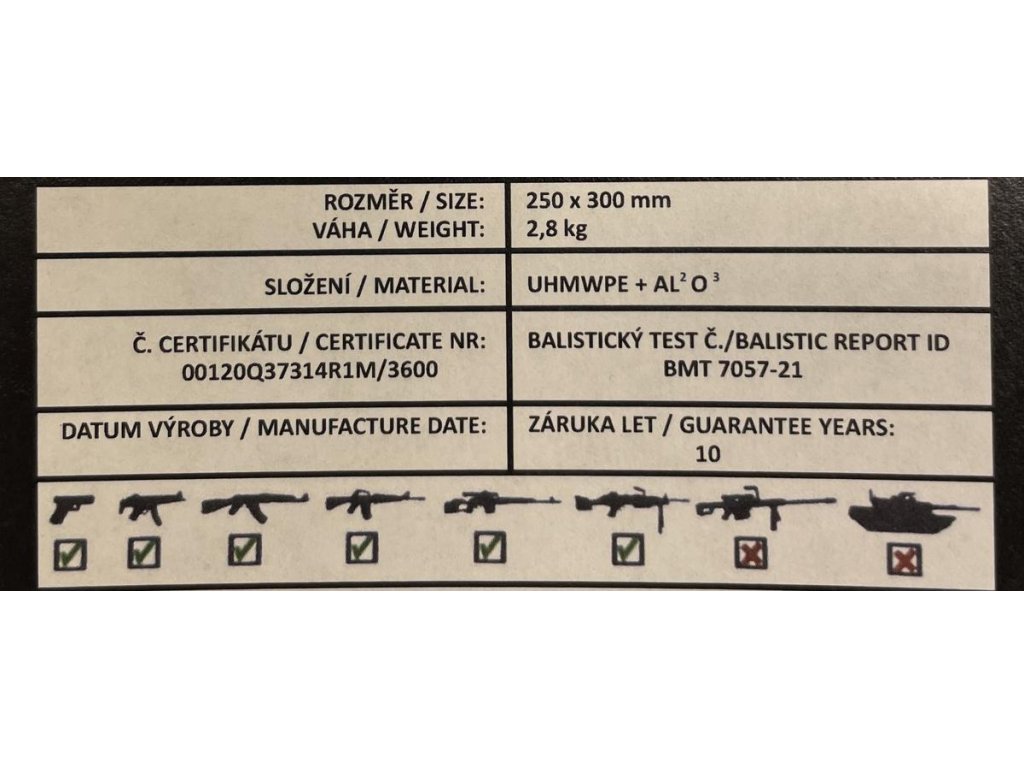 ROZMĚR / SIZE: 250 x 300 mm
VÁHA / WEIGHT: 2,8 kg
SLOŽENÍ / MATERIAL: UHMWPE + AL² O ³
Č. CERTIFIKÁTU / CERTIFICATE NR:
00120Q37314R1M/3600
BALISTICKÝ TEST Č./BALISTIC REPORT ID
BMT 7057-21
DATUM VÝROBY / MANUFACTURE DATE:
ZÁRUKA LET / GUARANTEE YEARS:
10